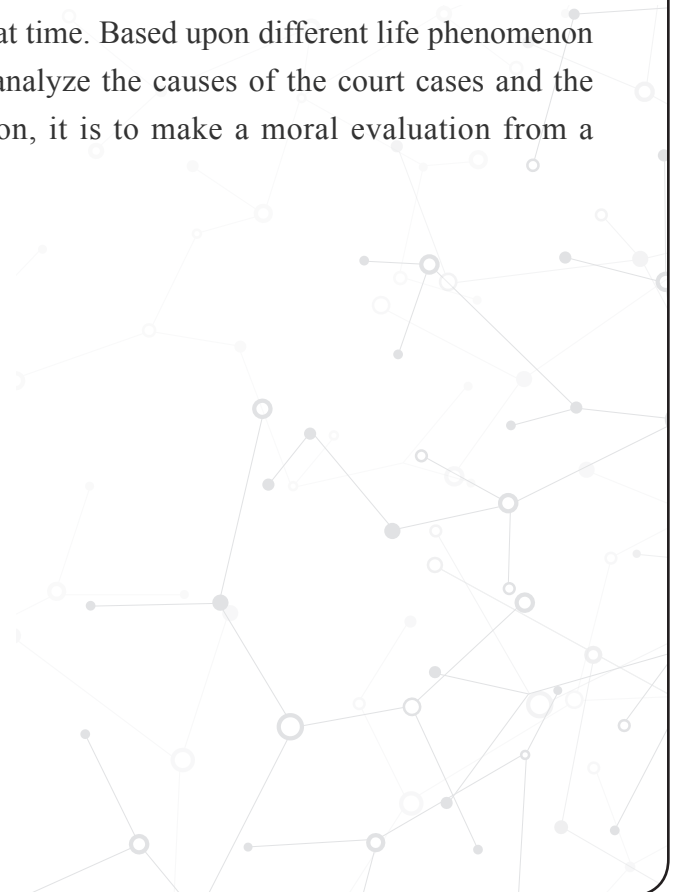 at time. Based upon different life phenomenon
analyze the causes of the court cases and the
on, it is to make a moral evaluation from a